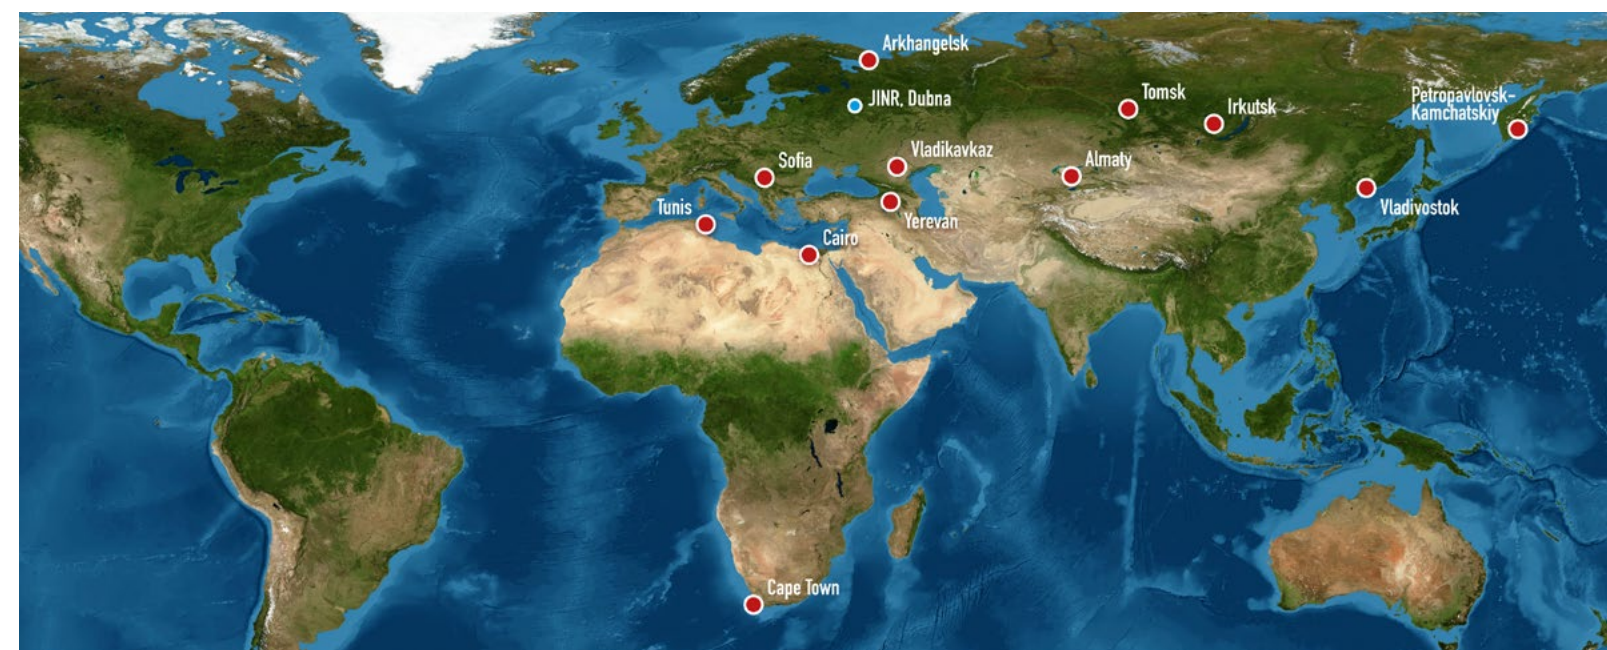 Arkhangelsk
JINR, Dubna
Tomsk
Irkutsk
Petropavlovsk-
Kamchatskiy
Sofia
Vladikavkaz
Almaty
Tunis
Yerevan
Vladivostok
Cairo
Cape Town